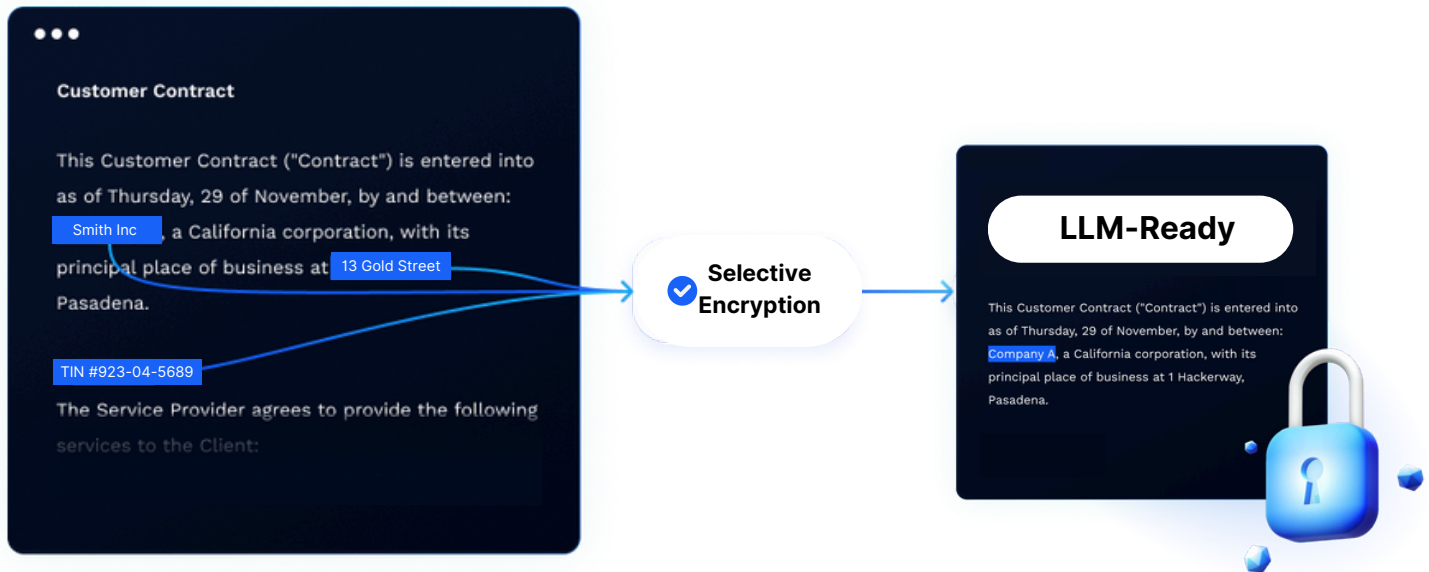 Customer Contract
This Customer Contract ("Contract") is entered into
as of Thursday, 29 of November, by and between:
Smith Inc , a California corporation, with its
principal place of business at 13 Gold Street
Pasadena.
TIN #923-04-5689
The Service Provider agrees to provide the following
services to the Client:
Selective
Encryption
LLM-Ready
This Customer Contract ("Contract") is entered into
as of Thursday, 29 of November, by and between:
Company A, a California corporation, with its
principal place of business at 1 Hackerway,
Pasadena.